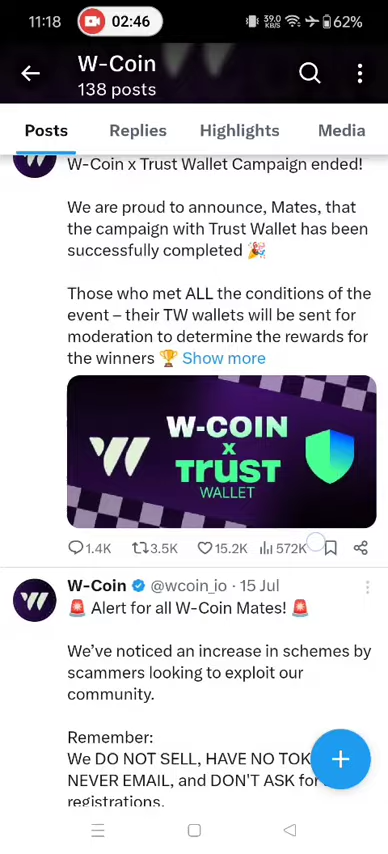 11:18
02:46
39.0
KB/S
62%
W-Coin
138 posts
Posts
Replies
Highlights
Media
W-Coin x Trust Wallet Campaign ended!
We are proud to announce, Mates, that
the campaign with Trust Wallet has been
successfully completed 🎉
Those who met ALL the conditions of the
event – their TW wallets will be sent for
moderation to determine the rewards for
the winners 🏆 Show more
W-COIN
X
TRUST
WALLET
1.4K
3.5K
15.2K
572K
W-Coin @wcoin_io · 15 Jul
🚨 Alert for all W-Coin Mates! 🚨
We've noticed an increase in schemes by
scammers looking to exploit our
community.
Remember:
We DO NOT SELL, HAVE NO TOK
NEVER EMAIL, and DON'T ASK for
registrations.